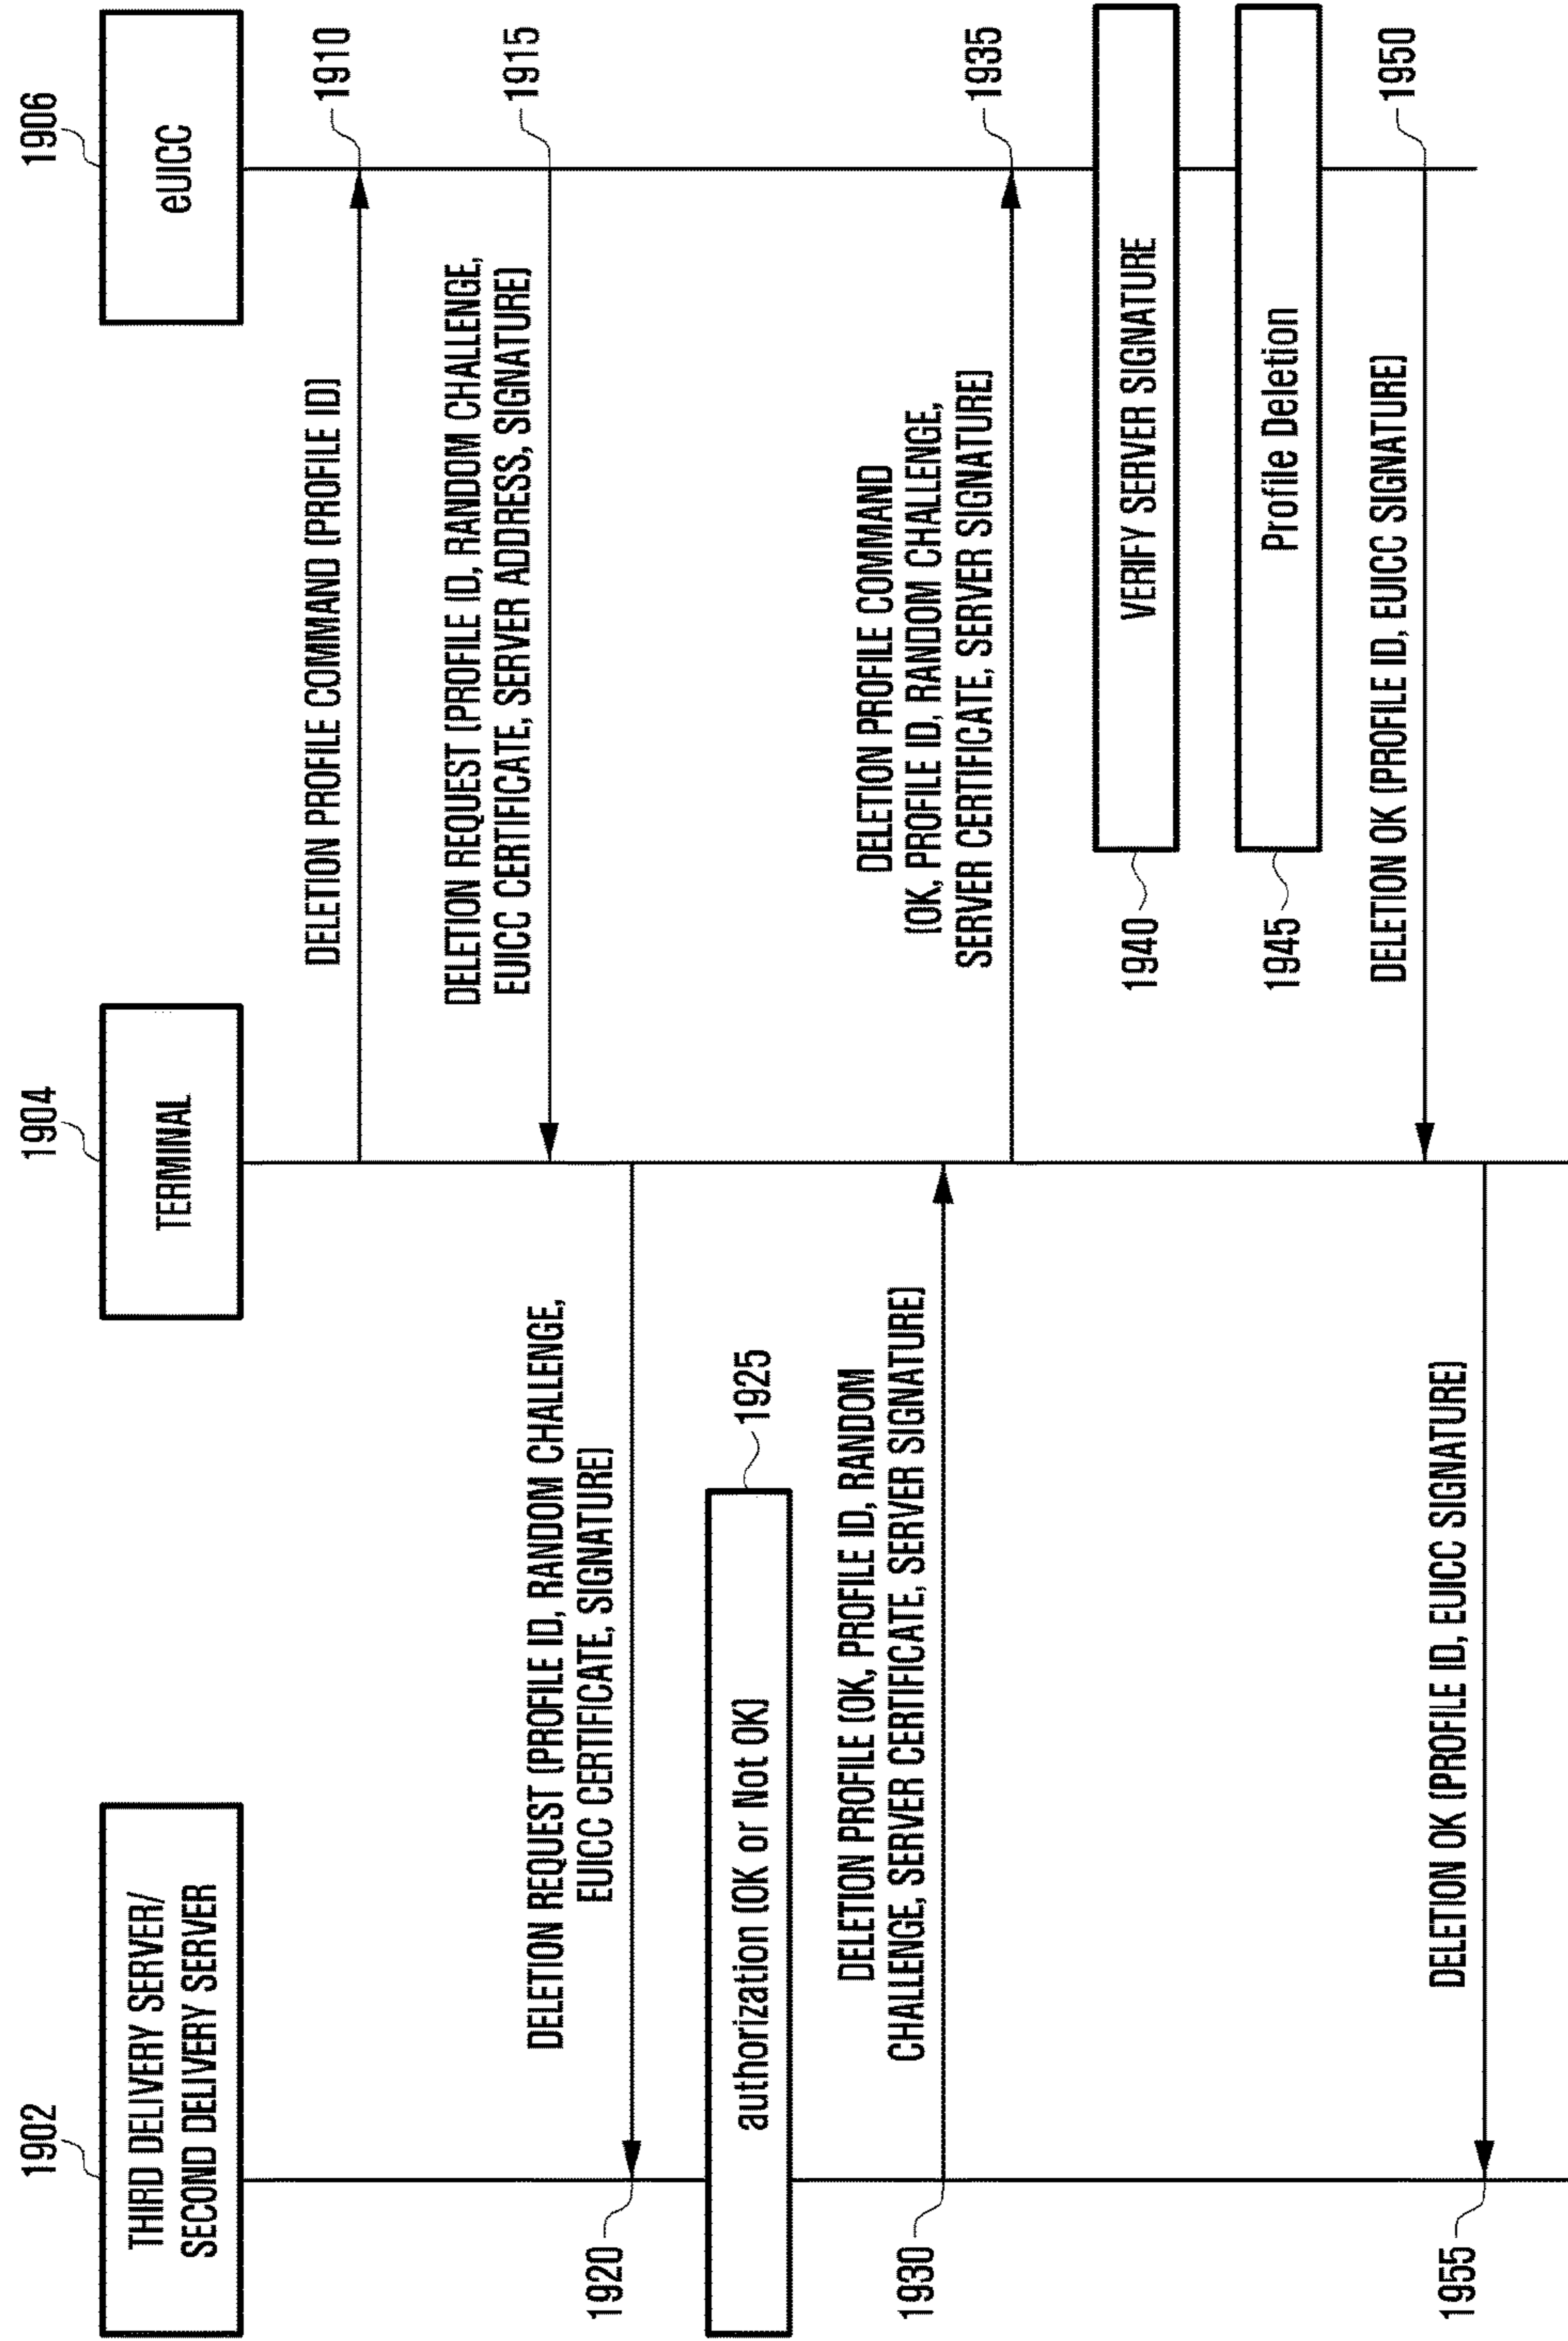 1902
1904
1906
THIRD DELIVERY SERVER/
SECOND DELIVERY SERVER
TERMINAL
eUICC
DELETION PROFILE COMMAND (PROFILE ID)
1910
DELETION REQUEST (PROFILE ID, RANDOM CHALLENGE,
EUICC CERTIFICATE, SERVER ADDRESS, SIGNATURE)
1915
DELETION REQUEST (PROFILE ID, RANDOM CHALLENGE,
EUICC CERTIFICATE, SIGNATURE)
1920
authorization (OK or Not OK)
1925
DELETION PROFILE (OK, PROFILE ID, RANDOM
CHALLENGE, SERVER CERTIFICATE, SERVER SIGNATURE)
1930
DELETION PROFILE COMMAND
(OK, PROFILE ID, RANDOM CHALLENGE,
SERVER CERTIFICATE, SERVER SIGNATURE)
1935
1940
VERIFY SERVER SIGNATURE
1945
Profile Deletion
DELETION OK (PROFILE ID, EUICC SIGNATURE)
1950
DELETION OK (PROFILE ID, EUICC SIGNATURE)
1955